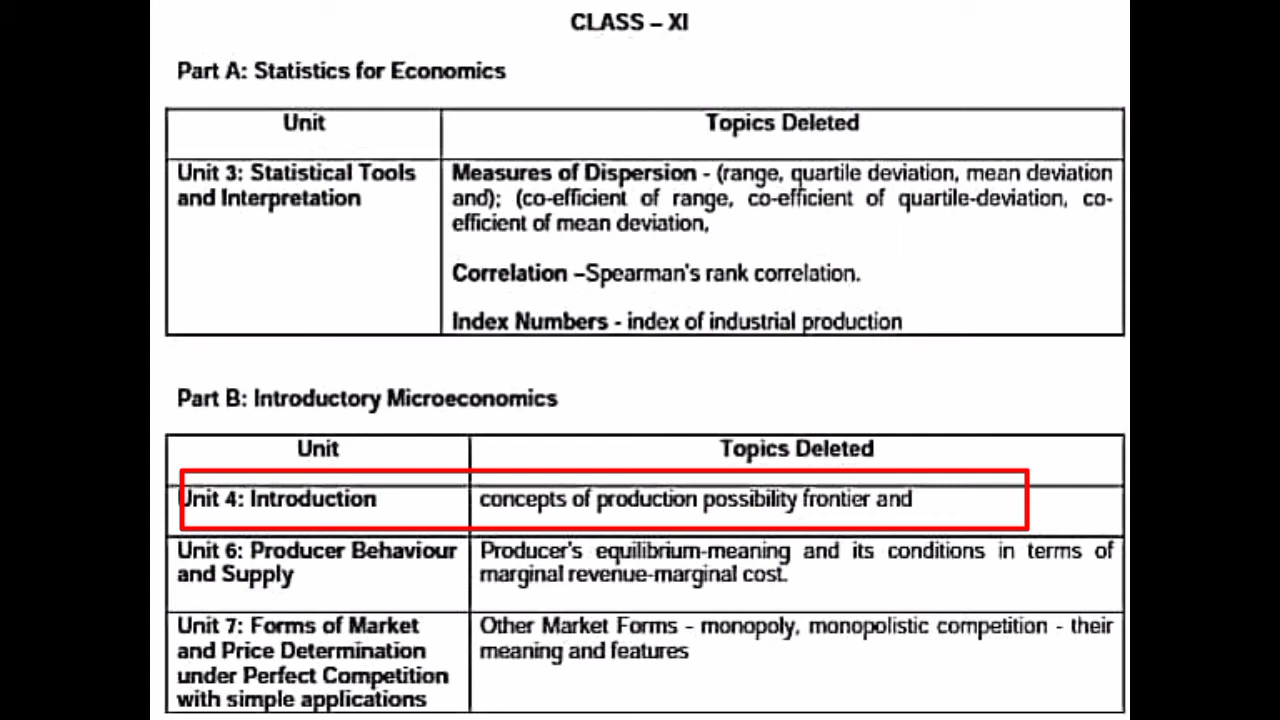 CLASS – XI
Part A: Statistics for Economics
Unit
Topics Deleted
Unit 3: Statistical Tools
and Interpretation
Measures of Dispersion - (range, quartile deviation, mean deviation
and); (co-efficient of range, co-efficient of quartile-deviation, co-
efficient of mean deviation,
Correlation –Spearman's rank correlation.
Index Numbers - index of industrial production
Part B: Introductory Microeconomics
Unit
Topics Deleted
Unit 4: Introduction
concepts of production possibility frontier and
Unit 6: Producer Behaviour
and Supply
Producer's equilibrium-meaning and its conditions in terms of
marginal revenue-marginal cost.
Unit 7: Forms of Market
and Price Determination
under Perfect Competition
with simple applications
Other Market Forms - monopoly, monopolistic competition - their
meaning and features